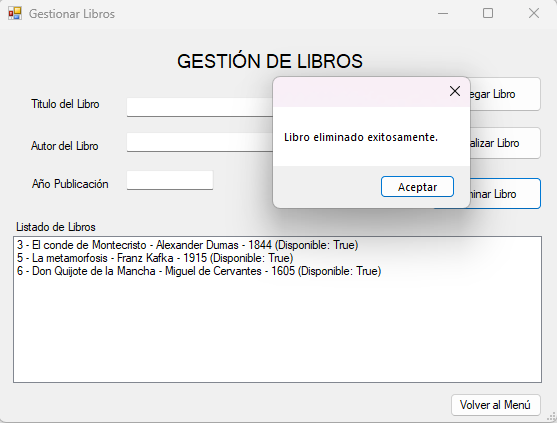 Gestionar Libros
GESTIÓN DE LIBROS
Titulo del Libro
egar Libro
Libro eliminado exitosamente.
Autor del Libro
alizar Libro
Aceptar
Año Publicación
ninar Libro
Listado de Libros
3 - El conde de Montecristo - Alexander Dumas - 1844 (Disponible: True)
5 - La metamorfosis - Franz Kafka - 1915 (Disponible: True)
6 - Don Quijote de la Mancha - Miguel de Cervantes - 1605 (Disponible: True)
Volver al Menú